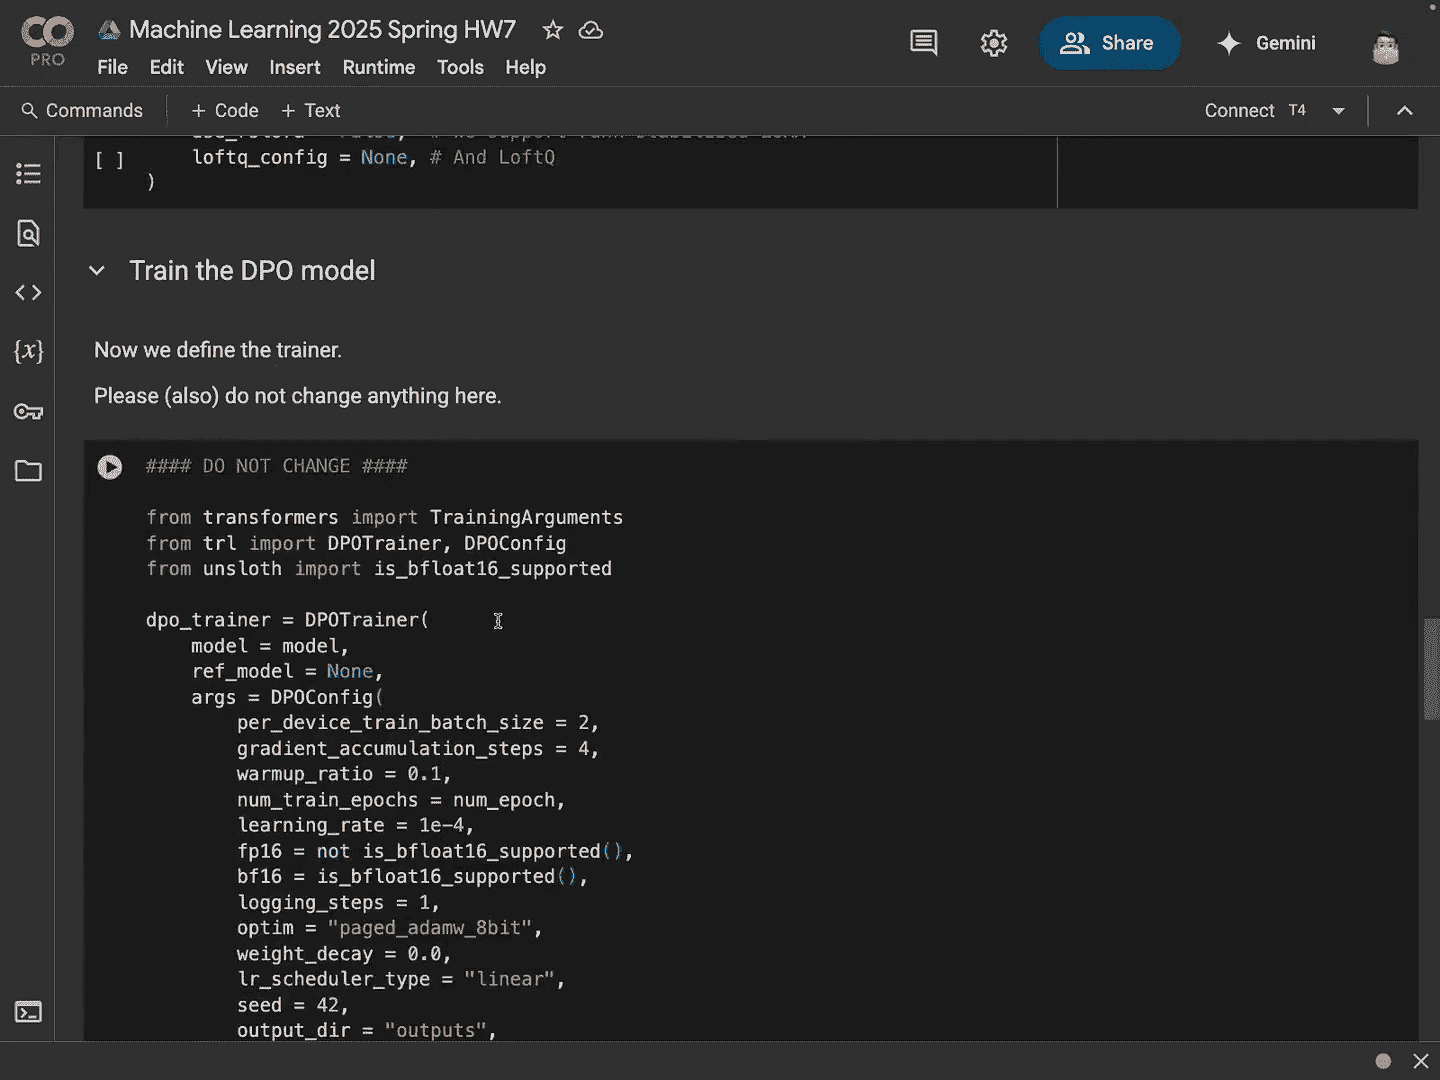 CO
PRO
Machine Learning 2025 Spring HW7
File Edit View Insert Runtime Tools Help
Share
Gemini
Commands
+ Code + Text
Connect T4
[ ]
loftq_config = None, # And LoftQ
)
Train the DPO model
Now we define the trainer.
Please (also) do not change anything here.
#### DO NOT CHANGE ####
from transformers import TrainingArguments
from trl import DPOTrainer, DPOConfig
from unsloth import is_bfloat16_supported
dpo_trainer = DPOTrainer(
model = model,
ref_model = None,
args = DPOConfig(
per_device_train_batch_size = 2,
gradient_accumulation_steps = 4,
warmup_ratio = 0.1,
num_train_epochs = num_epoch,
learning_rate = 1e-4,
fp16 = not is_bfloat16_supported(),
bf16 = is_bfloat16_supported(),
logging_steps = 1,
optim = "paged_adamw_8bit",
weight_decay = 0.0,
lr_scheduler_type = "linear",
seed = 42,
output_dir = "outputs",